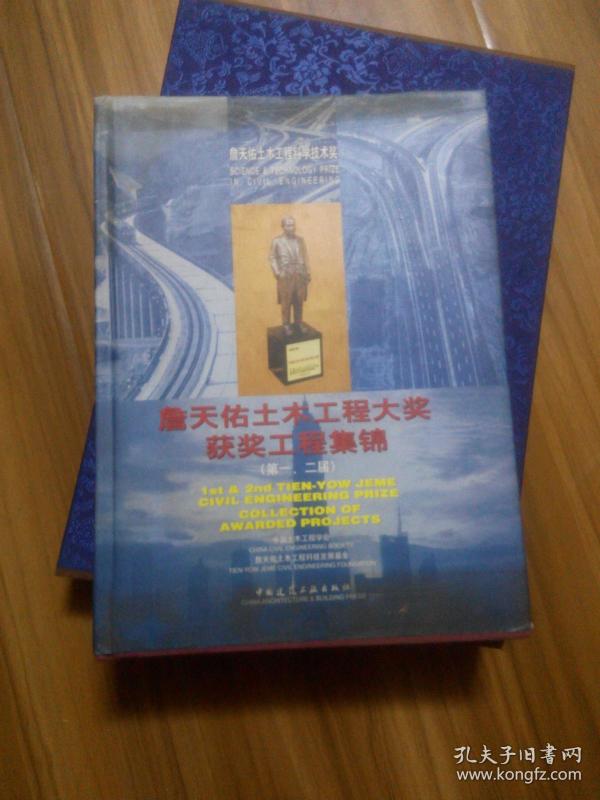 詹天佑土木工程科学技术奖
SCIENCE & TECHNOLOGY PRIZE
IN CIVIL ENGINEERING
詹天佑土木工程大奖
获奖工程集锦
(第一、二届)
1st & 2nd TIEN-YOW JEME
CIVIL ENGINEERING PRIZE
COLLECTION OF
AWARDED PROJECTS
中国土木工程学会
CHINA CIVIL ENGINEERING SOCIETY
詹天佑土木工程科技发展基金
TIEN-YOW JEME CIVIL ENGINEERING FOUNDATION
中国建筑工业出版社
CHINA ARCHITECTURE & BUILDING PRESS
孔夫子旧书网
www.kongfz.com